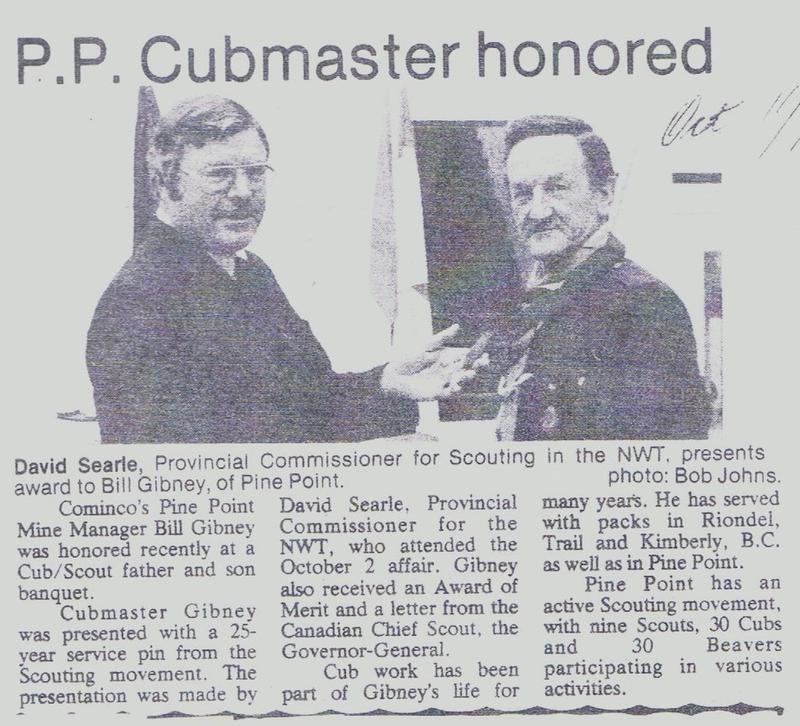 P.P. Cubmaster honored
Oct
David Searle, Provincial Commissioner for Scouting in the NWT, presents
award to Bill Gibney, of Pine Point.
photo: Bob Johns.
Cominco's Pine Point
Mine Manager Bill Gibney
was honored recently at a
Cub/Scout father and son
banquet.
Cubmaster Gibney
was presented with a 25-
year service pin from the
Scouting movement. The
presentation was made by
David Searle, Provincial
Commissioner for the
NWT, who attended the
October 2 affair. Gibney
also received an Award of
Merit and a letter from the
Canadian Chief Scout, the
Governor-General.
Cub work has been
part of Gibney's life for
many years. He has served
with packs in Riondel,
Trail and Kimberly, B.C.
as well as in Pine Point.
Pine Point has an
active Scouting movement,
with nine Scouts, 30 Cubs
and 30 Beavers
participating in various
activities.